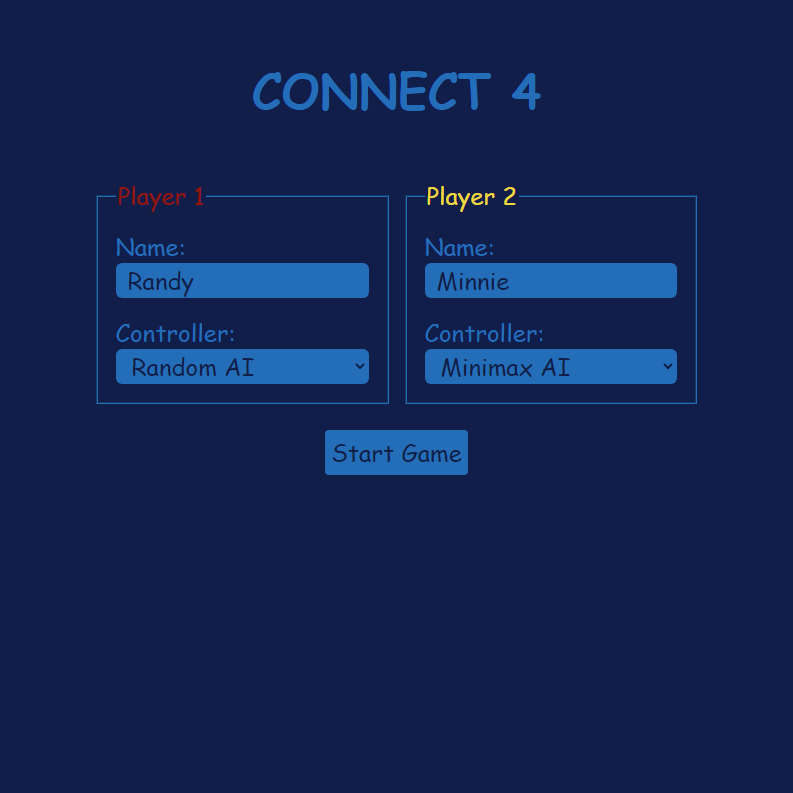 CONNECT 4
Player 1
Name:
Randy
Controller:
Random AI
Player 2
Name:
Minnie
Controller:
Minimax AI
Start Game